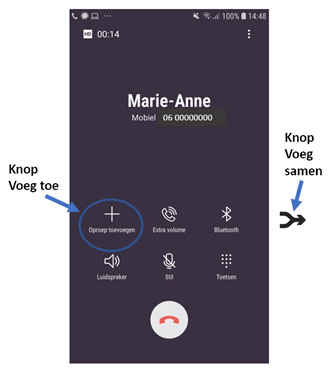 100% 14:48
HD 00:14
Marie-Anne
Mobiel 06 00000000
Knop
Voeg toe
Knop
Voeg
samen
Oproep toevoegen
Extra volume
Bluetooth
Luidspreker
Stil
Toetsen